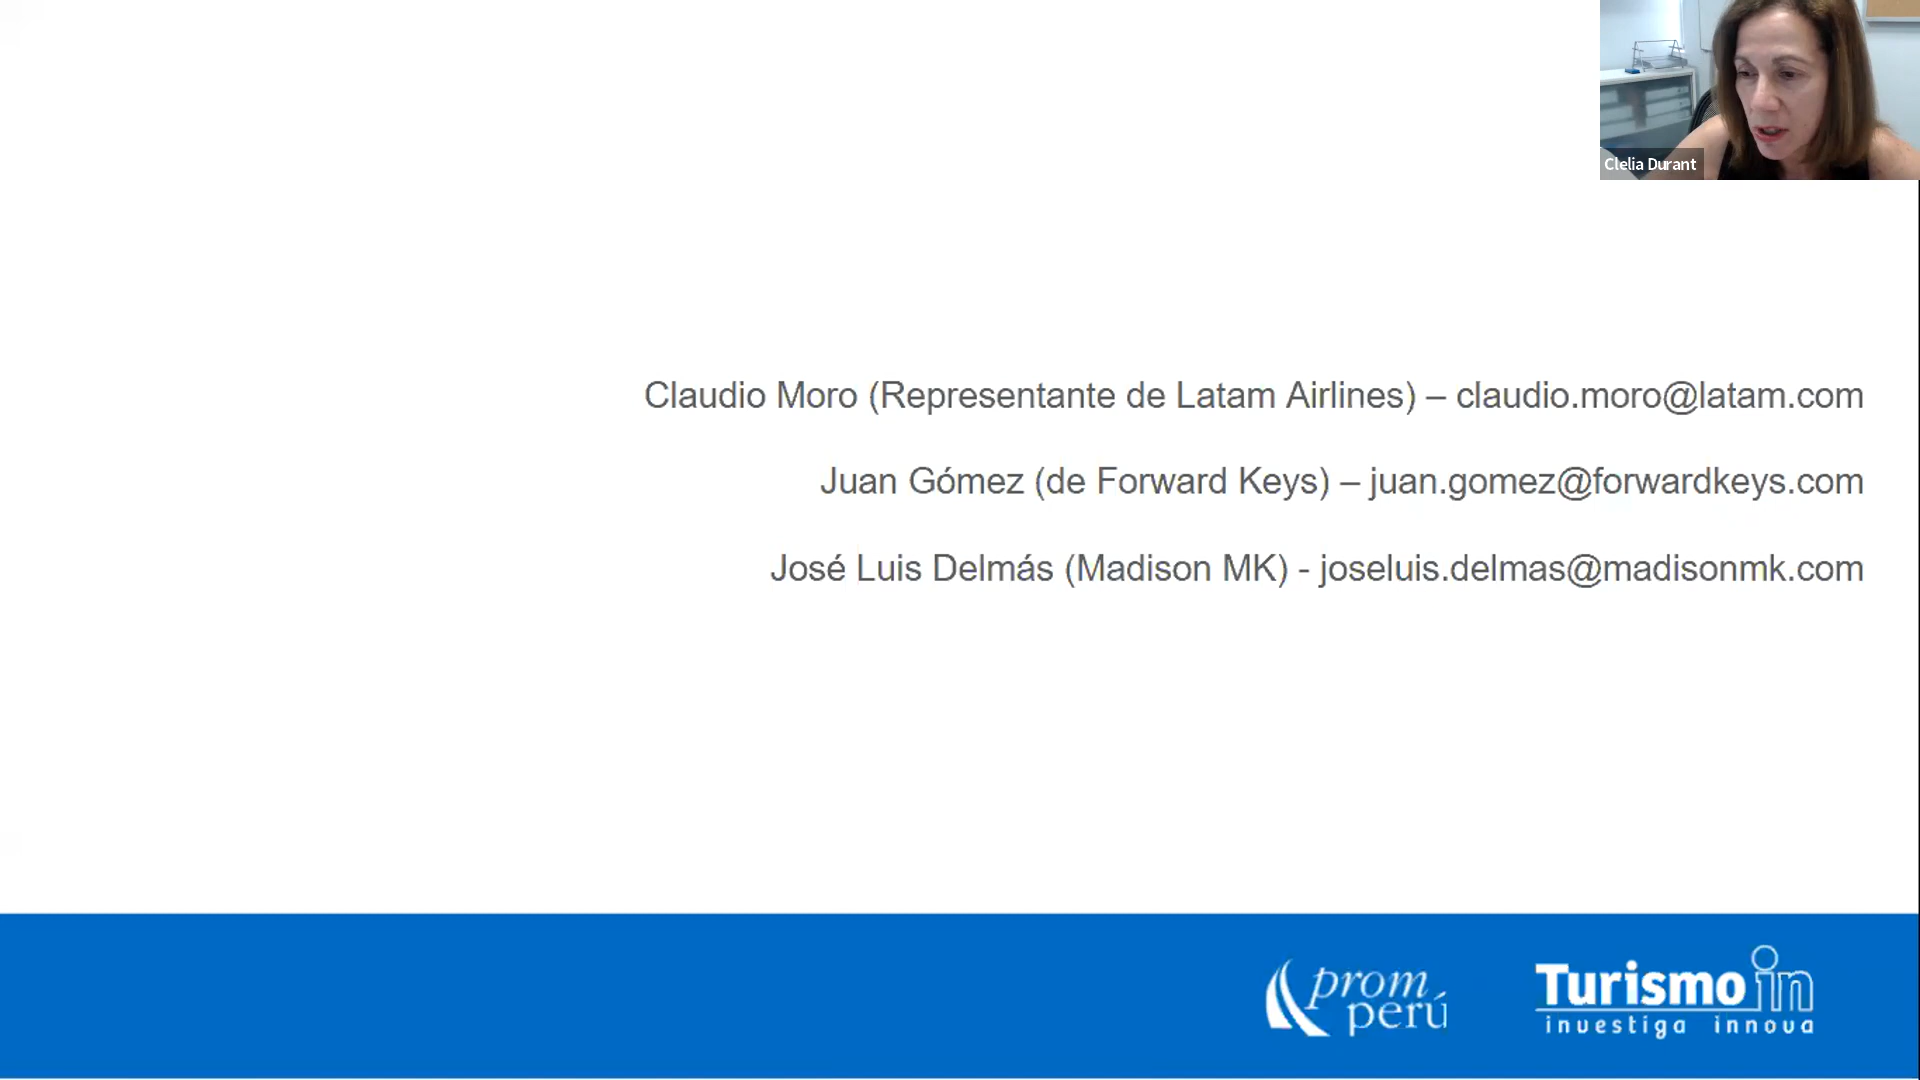 Clelia Durant
Claudio Moro (Representante de Latam Airlines) – claudio.moro@latam.com
Juan Gómez (de Forward Keys) – juan.gomez@forwardkeys.com
José Luis Delmás (Madison MK) - joseluis.delmas@madisonmk.com
prom
perú
Turismo in
investiga innova